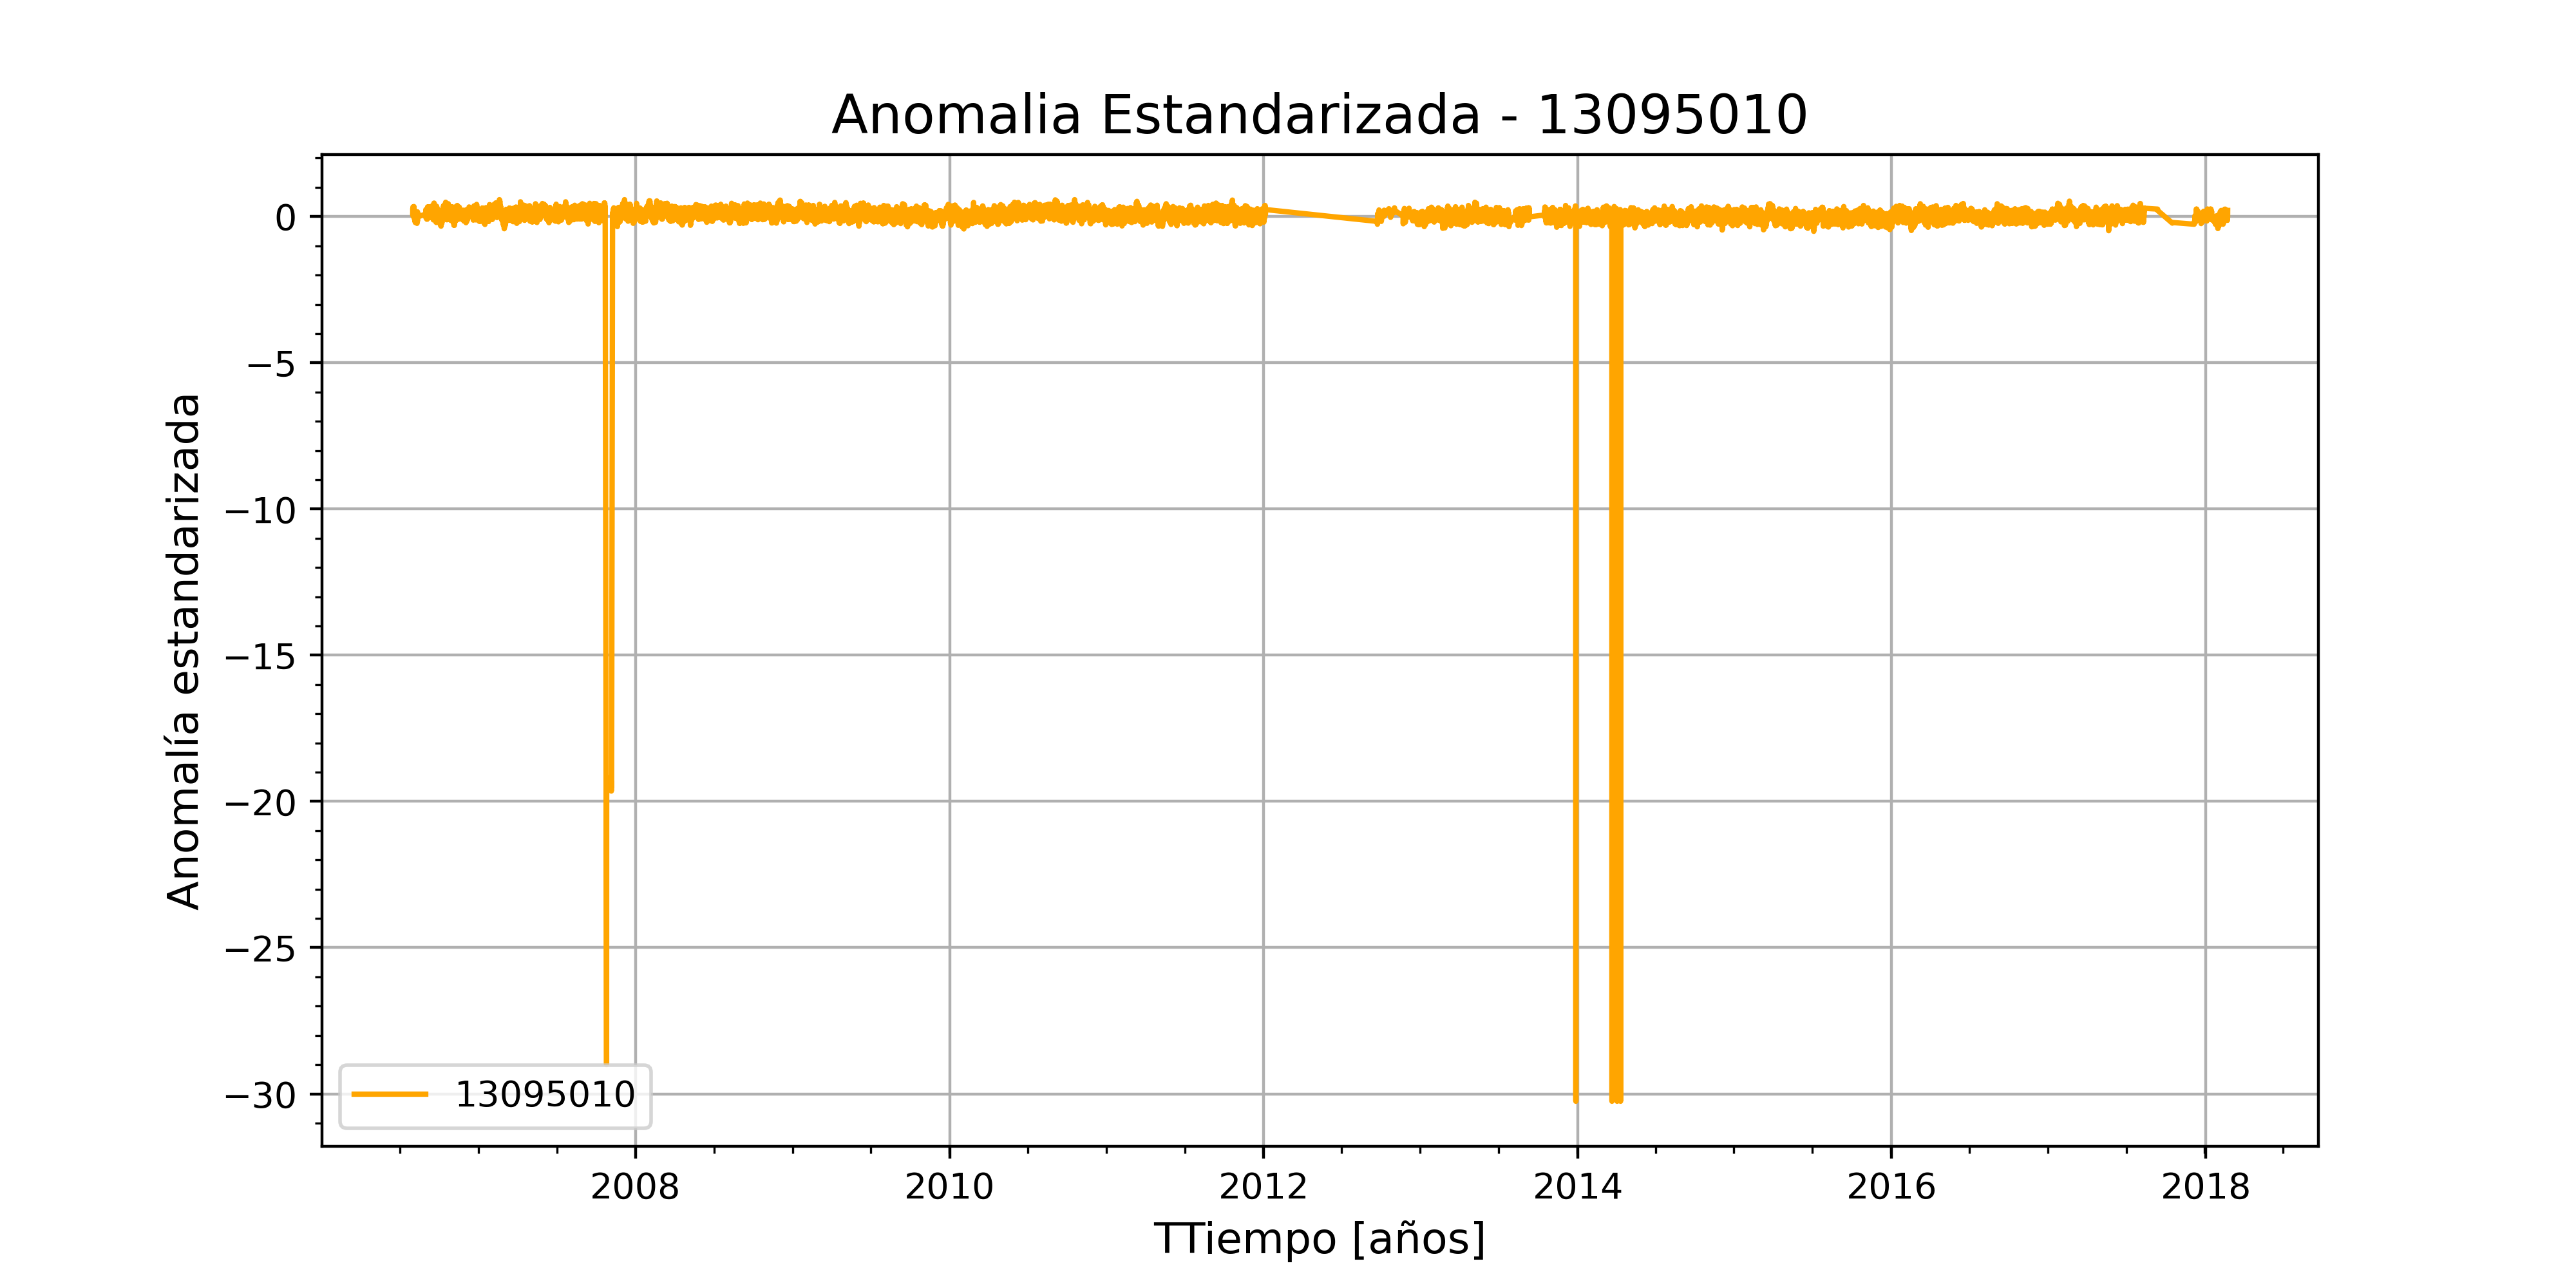 Anomalia Estandarizada - 13095010
Anomalía estandarizada
0
−5
−10
−15
−20
−25
−30
13095010
2008 2010 2012 2014 2016 2018
TTiempo [años]